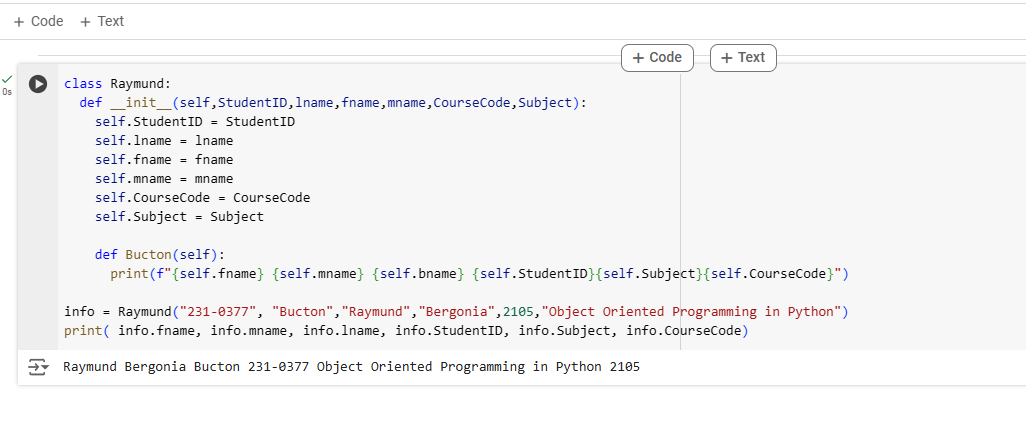 + Code + Text
+ Code + Text
0s
class Raymund:
  def __init__(self,StudentID,lname,fname,mname,CourseCode,Subject):
    self.StudentID = StudentID
    self.lname = lname
    self.fname = fname
    self.mname = mname
    self.CourseCode = CourseCode
    self.Subject = Subject

    def Bucton(self):
      print(f"{self.fname} {self.mname} {self.bname} {self.StudentID}{self.Subject}{self.CourseCode}")

info = Raymund("231-0377", "Bucton","Raymund","Bergonia",2105,"Object Oriented Programming in Python")
print( info.fname, info.mname, info.lname, info.StudentID, info.Subject, info.CourseCode)
Raymund Bergonia Bucton 231-0377 Object Oriented Programming in Python 2105